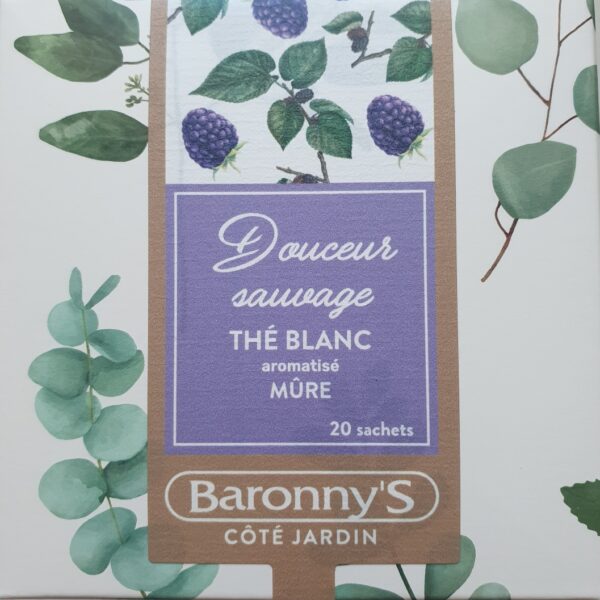 Douceur
sauvage
THÉ BLANC
aromatisé
MÛRE
20 sachets
Baronny'S
CÔTÉ JARDIN